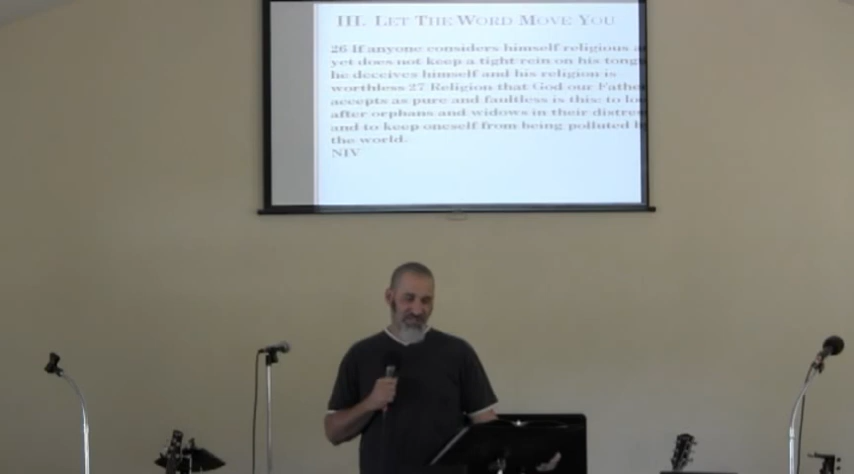 III. LET THE WORD MOVE YOU
26 If anyone considers himself religious
yet does not keep a tight rein on his
he deceives himself and his religion is
worthless 27 Religion that God our
accepts as pure and faultless is this: to
after orphans and widows in their
and to keep oneself from being polluted
the world.
NIV